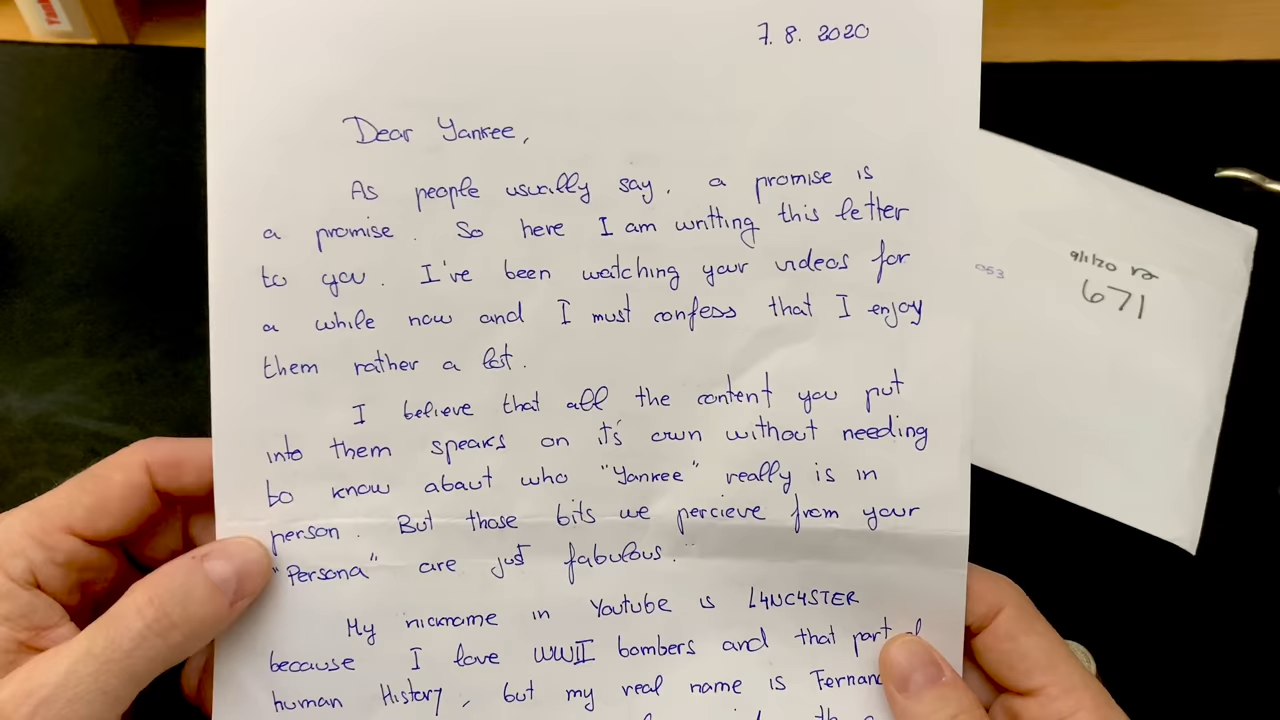 7. 8. 2020
Dear Yankee,
As people usually say, a promise is
a promise. So here I am writting this letter
to you. I've been watching your videos for
a while now and I must confess that I enjoy
them rather a lot.
I believe that all the content you put
into them speaks on it's own without needing
to know about who "Yankee" really is in
person. But those bits we percieve from your
"Persona" are just fabulous.
My nickname in Youtube is L4NC4STER
because I love WWII bombers and that part of
human History, but my real name is
053
9/1/20
671